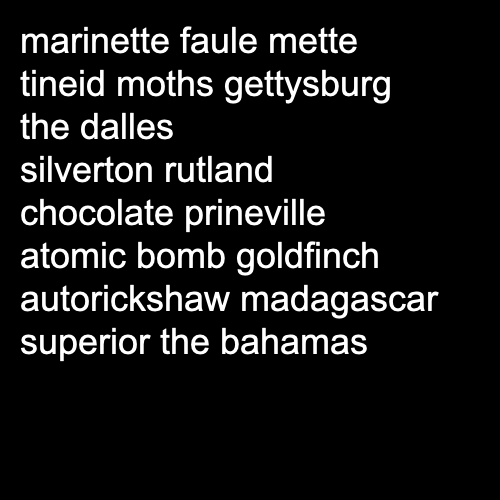 marinette faule mette
tineid moths gettysburg
the dalles
silverton rutland
chocolate prineville
atomic bomb goldfinch
autorickshaw madagascar
superior the bahamas